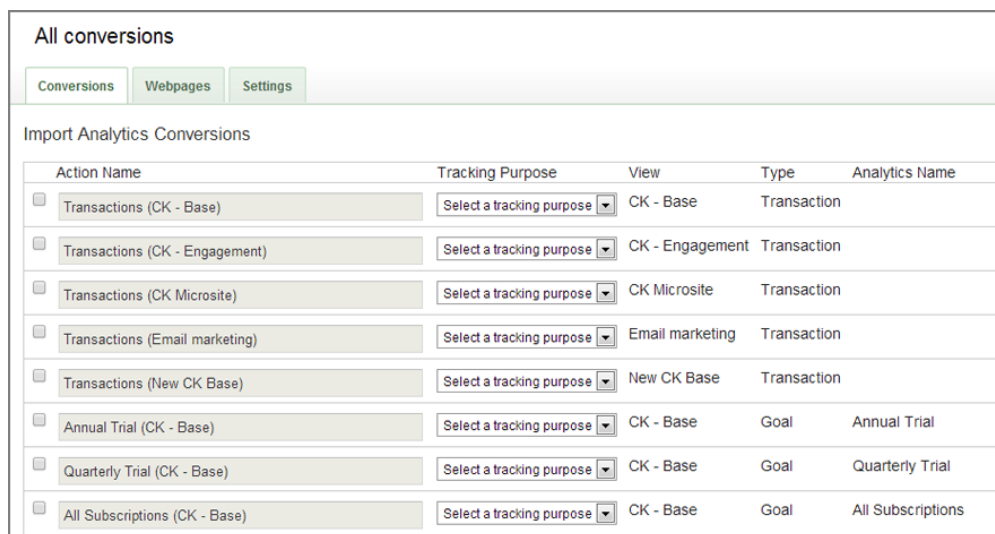 All conversions
Conversions Webpages Settings
Import Analytics Conversions
Action Name Tracking Purpose View Type Analytics Name
Transactions (CK - Base) Select a tracking purpose CK - Base Transaction
Transactions (CK - Engagement) Select a tracking purpose CK - Engagement Transaction
Transactions (CK Microsite) Select a tracking purpose CK Microsite Transaction
Transactions (Email marketing) Select a tracking purpose Email marketing Transaction
Transactions (New CK Base) Select a tracking purpose New CK Base Transaction
Annual Trial (CK - Base) Select a tracking purpose CK - Base Goal Annual Trial
Quarterly Trial (CK - Base) Select a tracking purpose CK - Base Goal Quarterly Trial
All Subscriptions (CK - Base) Select a tracking purpose CK - Base Goal All Subscriptions